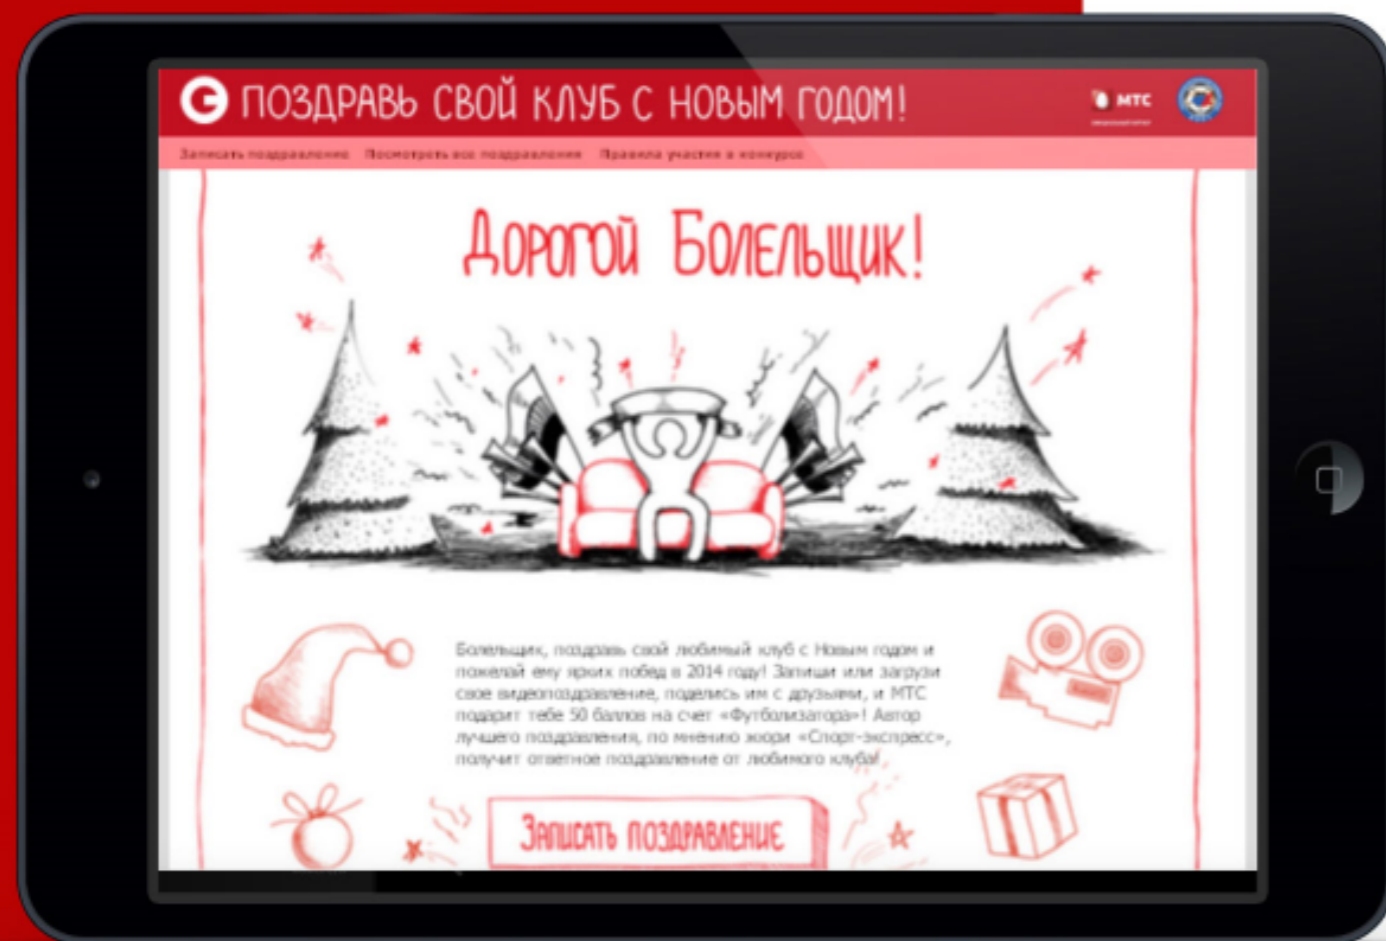 ПОЗДРАВЬ СВОЙ КЛУБ С НОВЫМ ГОДОМ!
МТС
Записать поздравление Посмотреть все поздравления Правила участия в конкурсе
ДОРОГОЙ БОЛЕЛЬЩИК!
Болельщик, поздравь свой любимый клуб с Новым годом и
пожелай ему ярких побед в 2014 году! Запиши или загрузи
свое видеопоздравление, поделись им с друзьями, и МТС
подарит тебе 50 баллов на счет «Футболизатора»! Автор
лучшего поздравления, по мнению жюри «Спорт-экспресс»,
получит ответное поздравление от любимого клуба!
ЗАПИСАТЬ ПОЗДРАВЛЕНИЕ